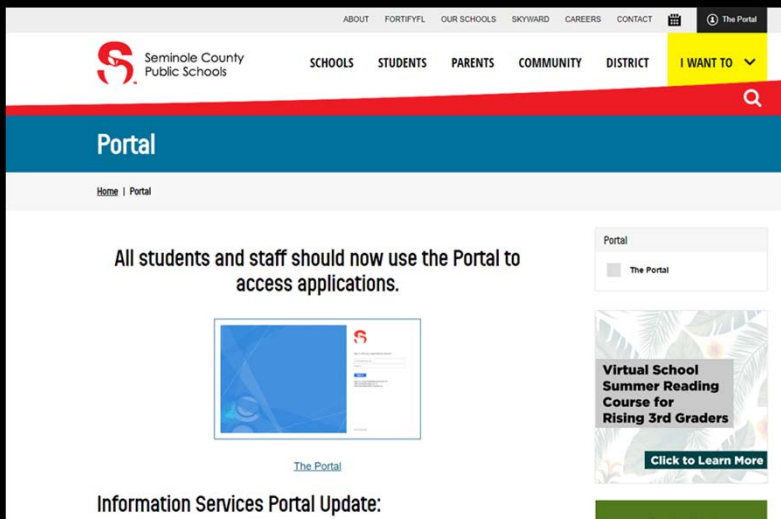 ABOUT FORTIFYFL OUR SCHOOLS SKYWARD CAREERS CONTACT The Portal
Seminole County
Public Schools
SCHOOLS STUDENTS PARENTS COMMUNITY DISTRICT I WANT TO
Portal
Home | Portal
All students and staff should now use the Portal to
access applications.
The Portal
Information Services Portal Update:
Portal
The Portal
Virtual School
Summer Reading
Course for
Rising 3rd Graders
Click to Learn More